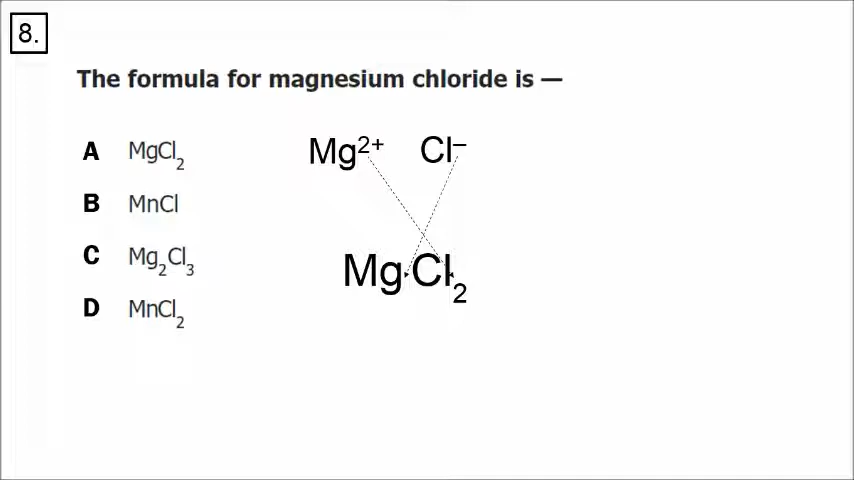 8.
The formula for magnesium chloride is —
A MgCl₂
Mg²⁺ Cl⁻
B MnCl
C Mg₂Cl₃
MgCl₂
D MnCl₂